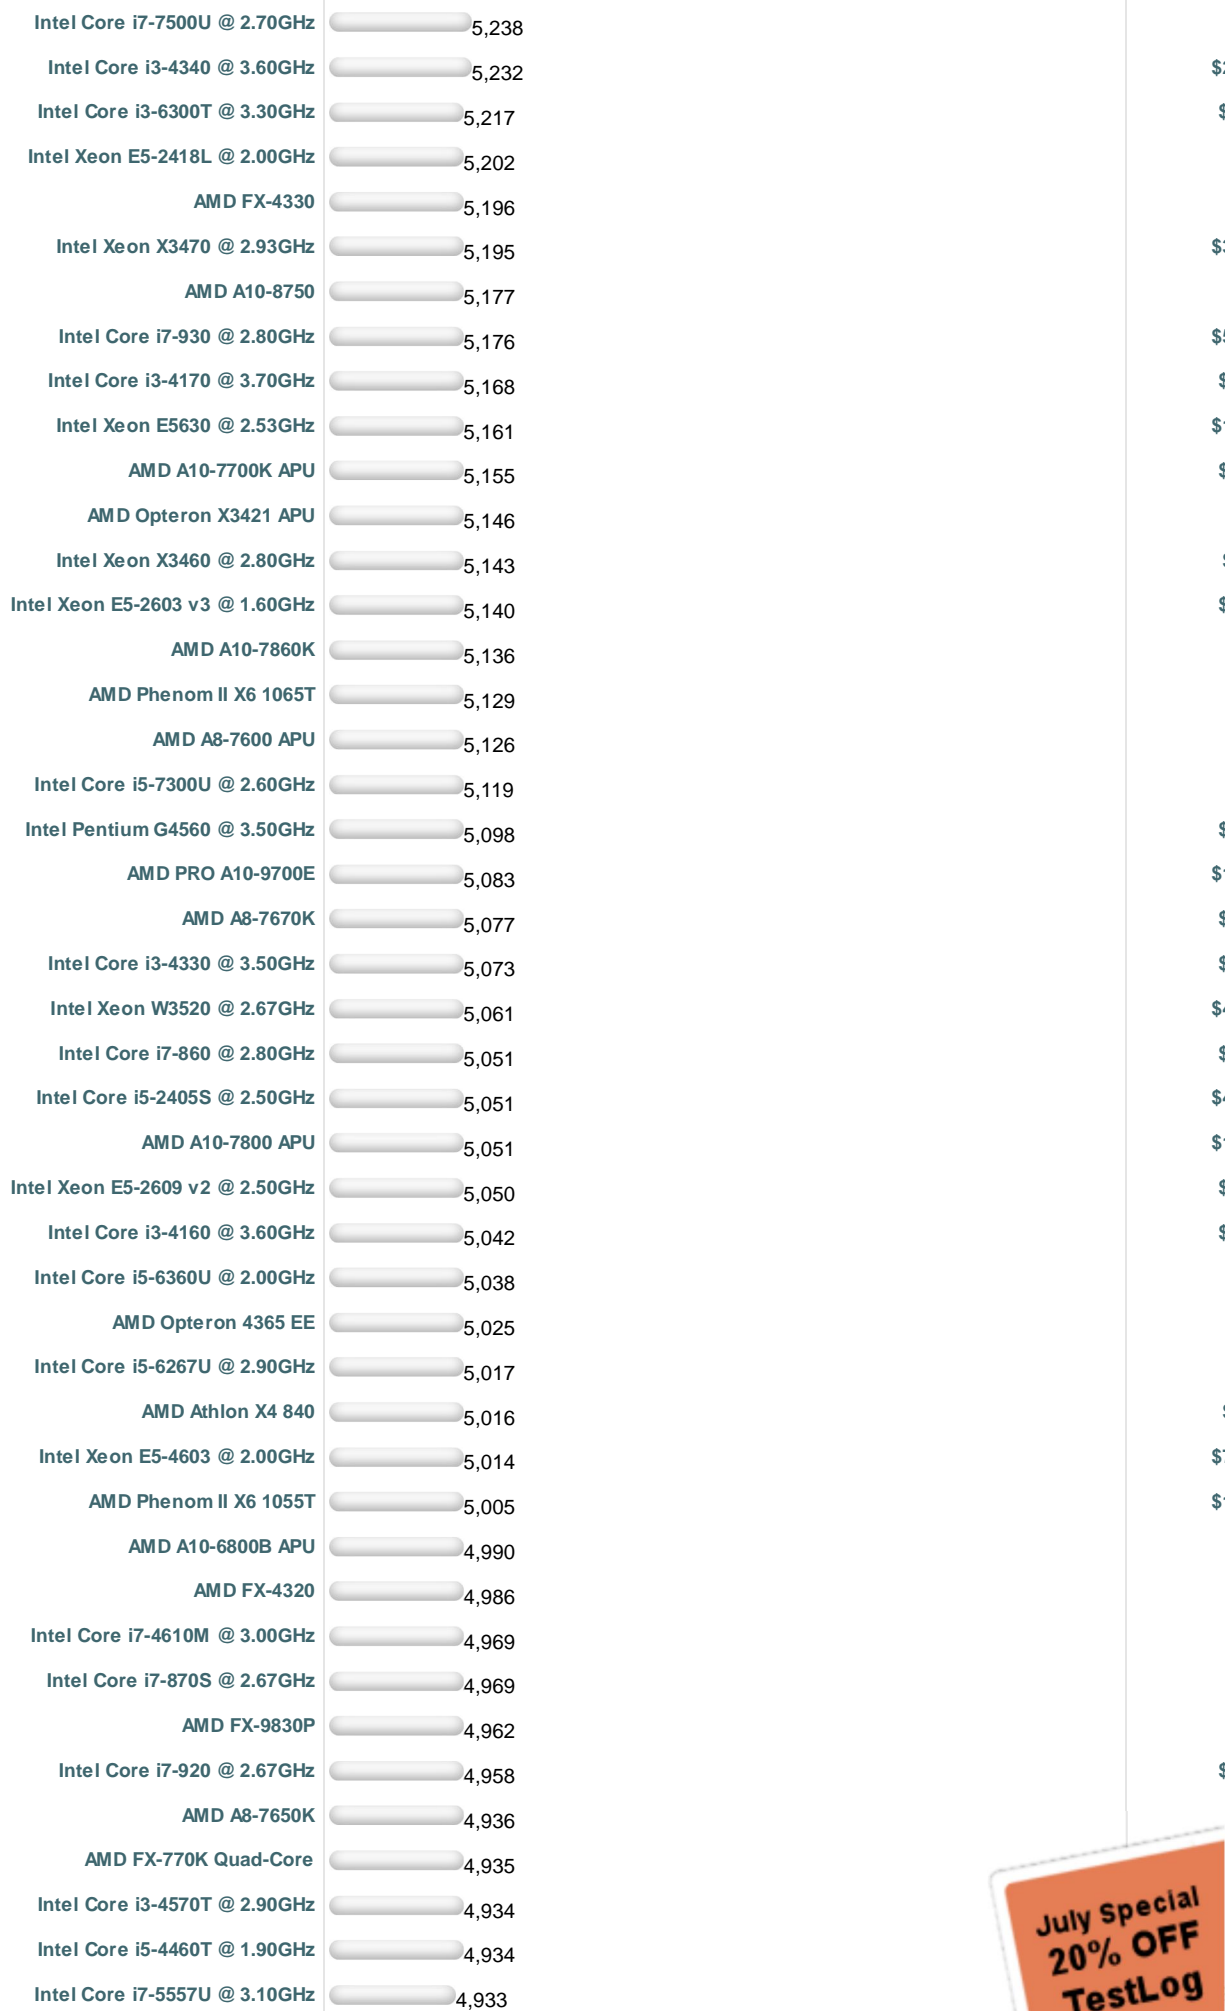 Intel Core i7-7500U @ 2.70GHz 5,238
Intel Core i3-4340 @ 3.60GHz 5,232 $2
Intel Core i3-6300T @ 3.30GHz 5,217 $
Intel Xeon E5-2418L @ 2.00GHz 5,202
AMD FX-4330 5,196
Intel Xeon X3470 @ 2.93GHz 5,195 $3
AMD A10-8750 5,177
Intel Core i7-930 @ 2.80GHz 5,176 $5
Intel Core i3-4170 @ 3.70GHz 5,168 $
Intel Xeon E5630 @ 2.53GHz 5,161 $1
AMD A10-7700K APU 5,155 $
AMD Opteron X3421 APU 5,146
Intel Xeon X3460 @ 2.80GHz 5,143 $
Intel Xeon E5-2603 v3 @ 1.60GHz 5,140 $
AMD A10-7860K 5,136
AMD Phenom II X6 1065T 5,129
AMD A8-7600 APU 5,126
Intel Core i5-7300U @ 2.60GHz 5,119
Intel Pentium G4560 @ 3.50GHz 5,098 $
AMD PRO A10-9700E 5,083 $1
AMD A8-7670K 5,077 $
Intel Core i3-4330 @ 3.50GHz 5,073 $
Intel Xeon W3520 @ 2.67GHz 5,061 $4
Intel Core i7-860 @ 2.80GHz 5,051 $
Intel Core i5-2405S @ 2.50GHz 5,051 $4
AMD A10-7800 APU 5,051 $1
Intel Xeon E5-2609 v2 @ 2.50GHz 5,050 $
Intel Core i3-4160 @ 3.60GHz 5,042 $
Intel Core i5-6360U @ 2.00GHz 5,038
AMD Opteron 4365 EE 5,025
Intel Core i5-6267U @ 2.90GHz 5,017
AMD Athlon X4 840 5,016 $
Intel Xeon E5-4603 @ 2.00GHz 5,014 $7
AMD Phenom II X6 1055T 5,005 $1
AMD A10-6800B APU 4,990
AMD FX-4320 4,986
Intel Core i7-4610M @ 3.00GHz 4,969
Intel Core i7-870S @ 2.67GHz 4,969
AMD FX-9830P 4,962
Intel Core i7-920 @ 2.67GHz 4,958 $
AMD A8-7650K 4,936
AMD FX-770K Quad-Core 4,935
Intel Core i3-4570T @ 2.90GHz 4,934
Intel Core i5-4460T @ 1.90GHz 4,934
Intel Core i7-5557U @ 3.10GHz 4,933
July Special
20% OFF
TestLog